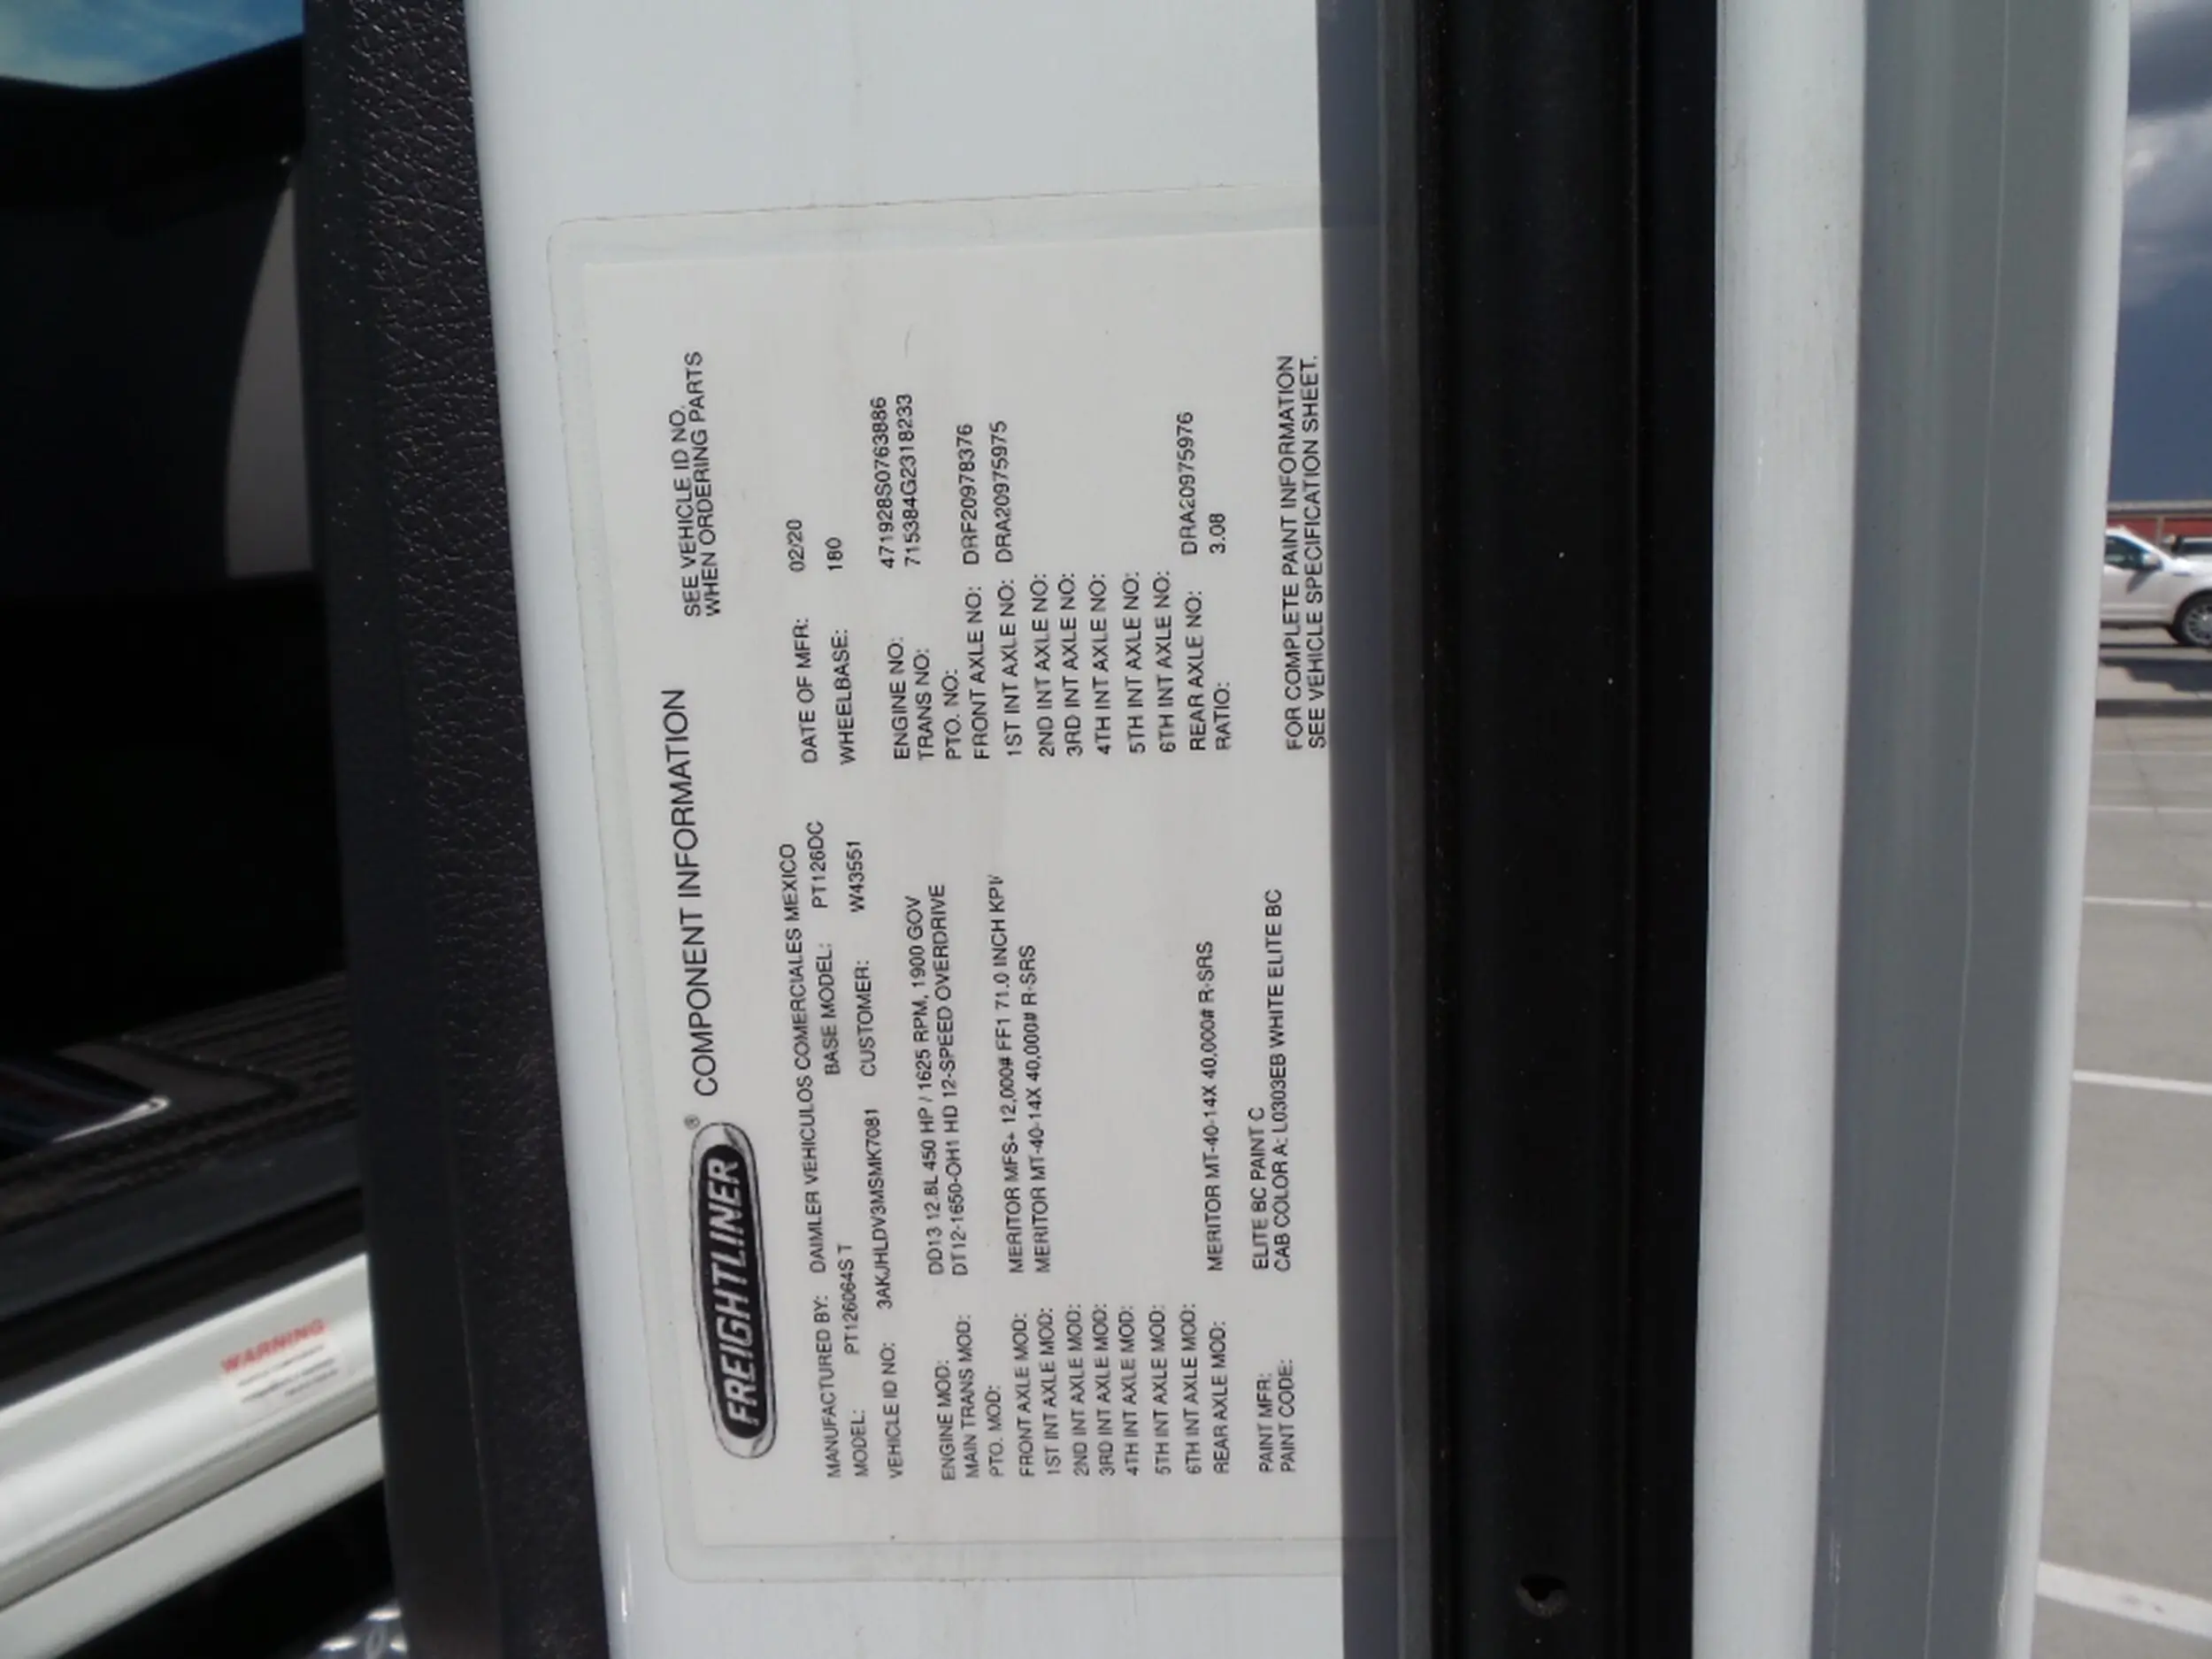 FREIGHTLINER® COMPONENT INFORMATION
SEE VEHICLE ID NO.
WHEN ORDERING PARTS
MANUFACTURED BY: DAIMLER VEHICULOS COMERCIALES MEXICO DATE OF MFR: 02/20
MODEL: PT126064S T BASE MODEL: PT126DC WHEELBASE: 180
VEHICLE ID NO: 3AKJHLDV3MSMK7081 CUSTOMER: W43551
ENGINE MOD: DD13 12.8L 450 HP / 1625 RPM, 1900 GOV ENGINE NO: 471928S0763886
MAIN TRANS MOD: DT12-1650-OH1 HD 12-SPEED OVERDRIVE TRANS NO: 715384G2318233
PTO. MOD: PTO. NO:
FRONT AXLE MOD: MERITOR MFS+ 12,000# FF1 71.0 INCH KPI/ FRONT AXLE NO: DRF20978376
1ST INT AXLE MOD: MERITOR MT-40-14X 40,000# R-SRS 1ST INT AXLE NO: DRA20975975
2ND INT AXLE MOD: 2ND INT AXLE NO:
3RD INT AXLE MOD: 3RD INT AXLE NO:
4TH INT AXLE MOD: 4TH INT AXLE NO:
5TH INT AXLE MOD: 5TH INT AXLE NO:
6TH INT AXLE MOD: 6TH INT AXLE NO:
REAR AXLE MOD: MERITOR MT-40-14X 40,000# R-SRS REAR AXLE NO: DRA20975976
RATIO: 3.08
PAINT MFR: ELITE BC PAINT C
PAINT CODE: CAB COLOR A: L0303EB WHITE ELITE BC
FOR COMPLETE PAINT INFORMATION
SEE VEHICLE SPECIFICATION SHEET.
WARNING